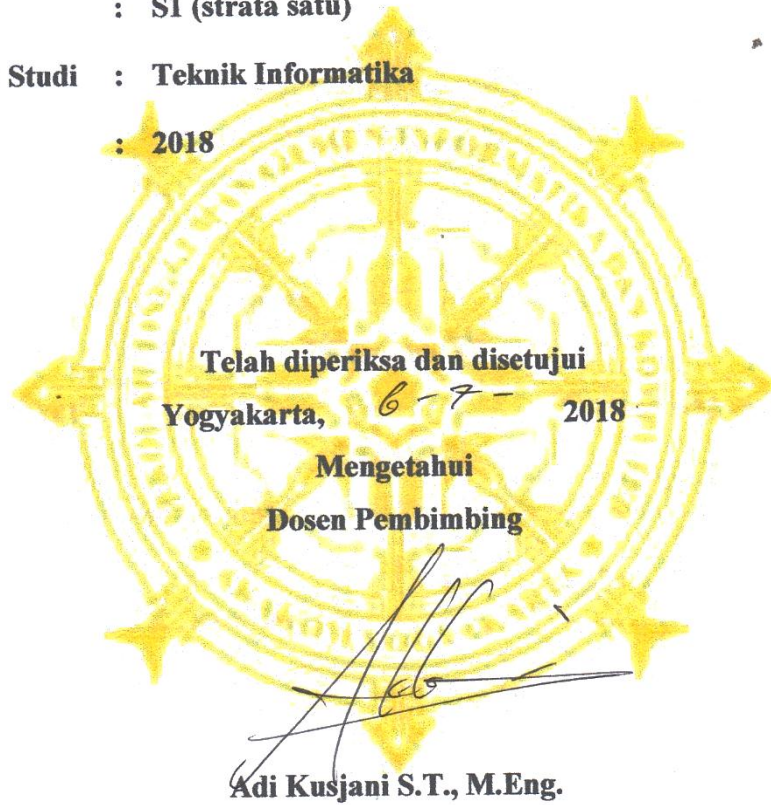 : S1 (strata satu)
Studi : Teknik Informatika
: 2018
Telah diperiksa dan disetujui
Yogyakarta, 6 - 7 - 2018
Mengetahui
Dosen Pembimbing
Adi Kusjani S.T., M.Eng.